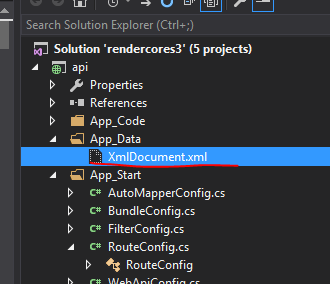 Search Solution Explorer (Ctrl+;)
Solution 'rendercores3' (5 projects)
api
Properties
References
App_Code
App_Data
XmlDocument.xml
App_Start
C# AutoMapperConfig.cs
C# BundleConfig.cs
C# FilterConfig.cs
C# RouteConfig.cs
RouteConfig
C# WebApiConfig.cs